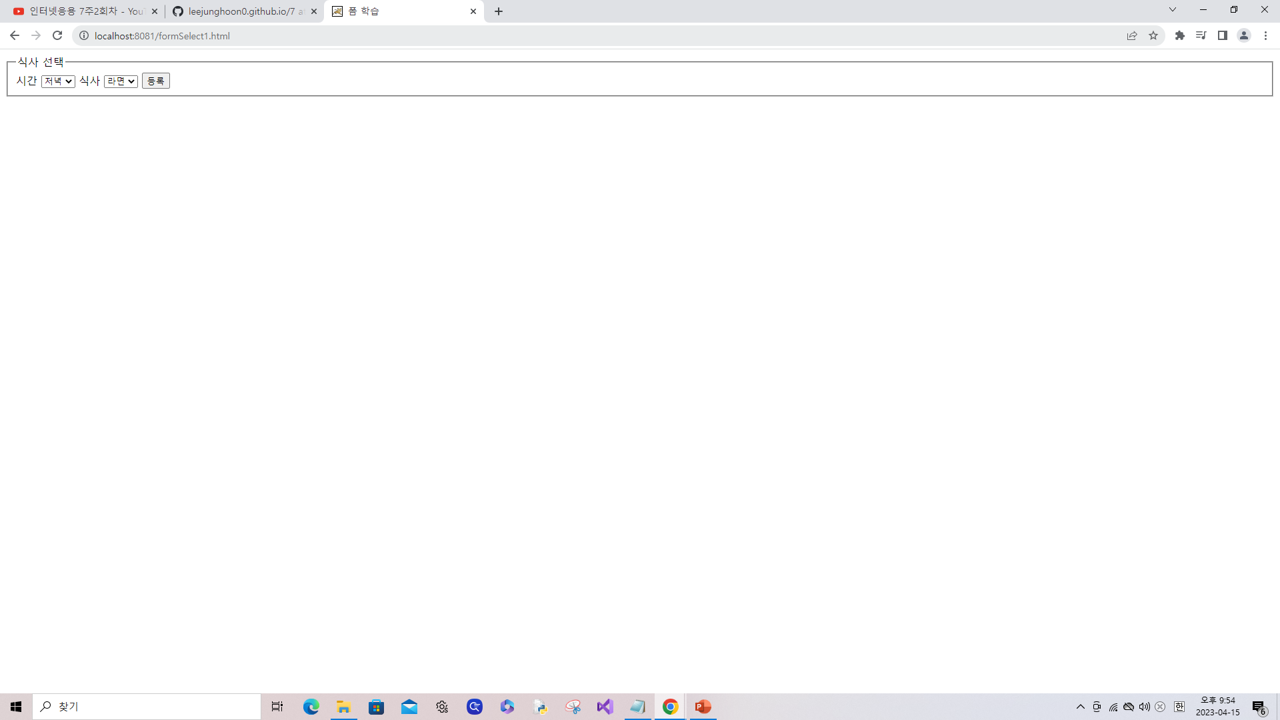 인터넷응용 7주2회차 - You
leejunghoon0.github.io/7 a
폼 학습
localhost:8081/formSelect1.html
식사 선택
시간 저녁 식사 라면 등록
찾기
한
오후 9:54
2023-04-15
6